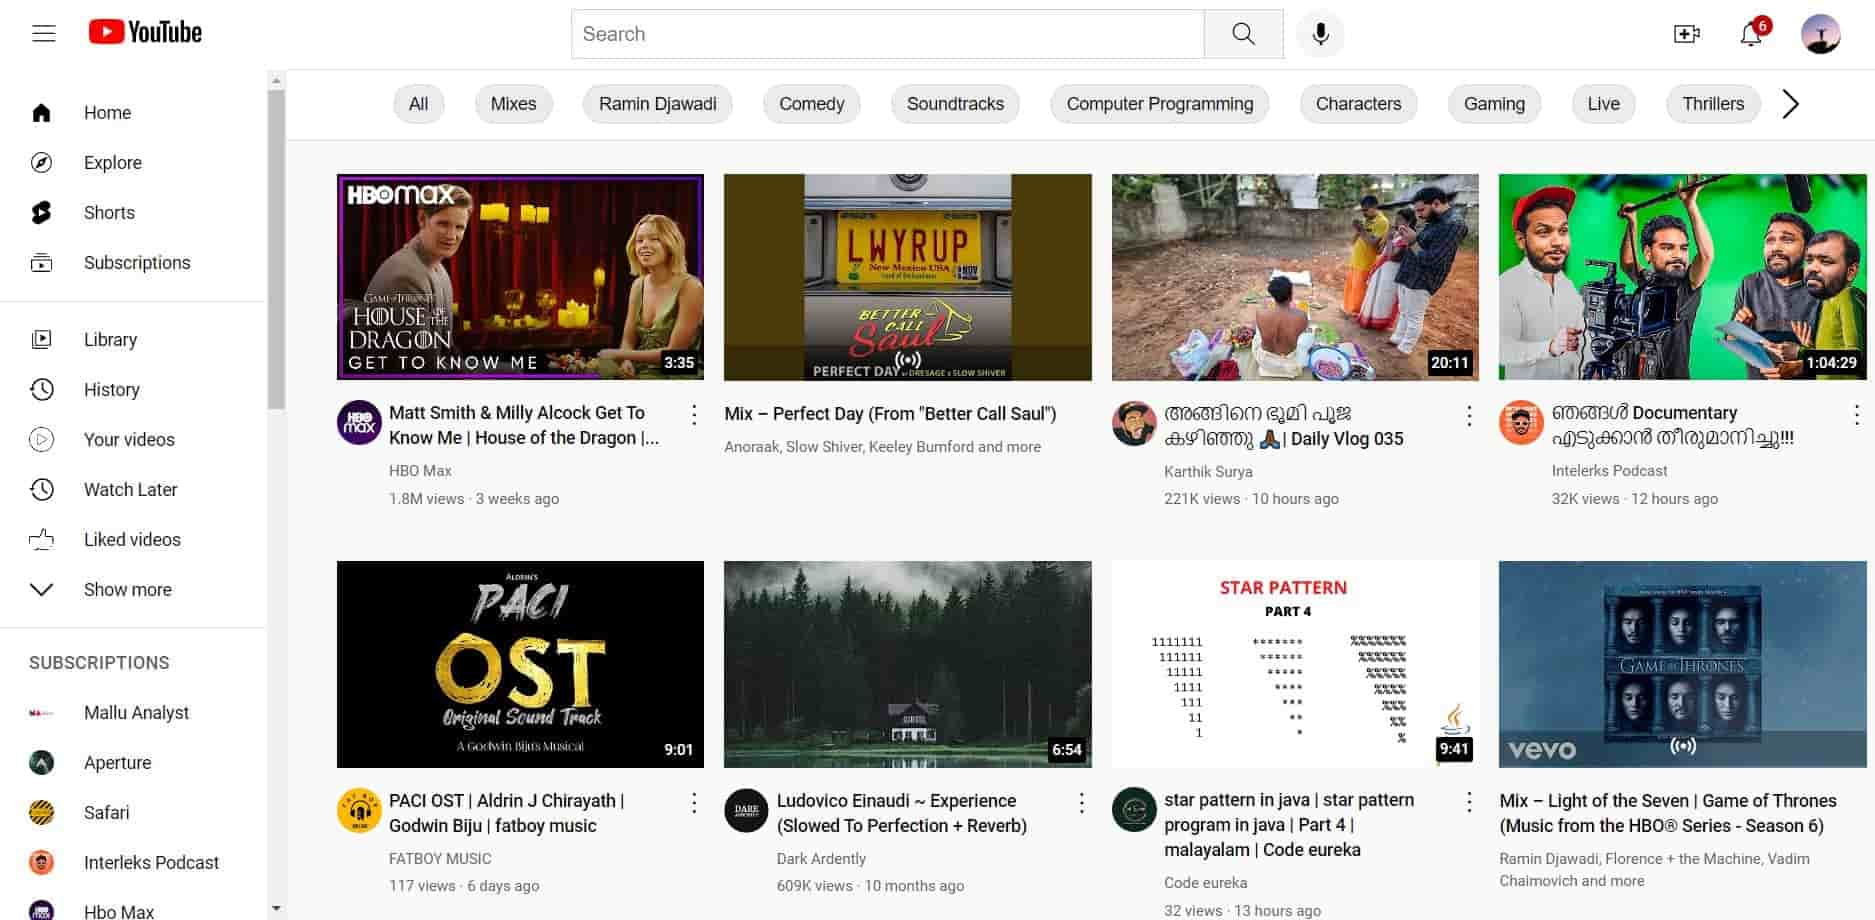 YouTube
Search
6
Home
Explore
Shorts
Subscriptions
Library
History
Your videos
Watch Later
Liked videos
Show more
SUBSCRIPTIONS
Mallu Analyst
Aperture
Safari
Interleks Podcast
Hbo Max
All
Mixes
Ramin Djawadi
Comedy
Soundtracks
Computer Programming
Characters
Gaming
Live
Thrillers
HBOMAX
GAME OF THRONES
HOUSE OF THE
DRAGON
GET TO KNOW ME
3:35
HBO
max
Matt Smith & Milly Alcock Get To
Know Me | House of the Dragon |...
HBO Max
1.8M views · 3 weeks ago
LWYRUP
New Mexico USA
NOV
BETTER
CALL
Saul
PERFECT DAY BY DRESAGE & SLOW SHIVER
Mix – Perfect Day (From "Better Call Saul")
Anoraak, Slow Shiver, Keeley Bumford and more
20:11
അങ്ങിനെ ഭൂമി പൂജ
കഴിഞ്ഞു 🙏🏾| Daily Vlog 035
Karthik Surya
221K views · 10 hours ago
1:04:29
ഞങ്ങൾ Documentary
എടുക്കാൻ തീരുമാനിച്ചു!!!
Intelerks Podcast
32K views · 12 hours ago
ALDRIN'S
PACI
OST
Original Sound Track
A Godwin Biju's Musical
9:01
FAT BOY
PACI OST | Aldrin J Chirayath |
Godwin Biju | fatboy music
FATBOY MUSIC
117 views · 6 days ago
6:54
DARK
ARDENTLY
Ludovico Einaudi ~ Experience
(Slowed To Perfection + Reverb)
Dark Ardently
609K views · 10 months ago
STAR PATTERN
PART 4
1111111 ******* %%%%%%%
111111 ****** %%%%%%
11111 ***** %%%%%
1111 **** %%%%
111 *** %%%
11 ** %%
1 * %
9:41
star pattern in java | star pattern
program in java | Part 4 |
malayalam | Code eureka
Code eureka
32 views · 13 hours ago
GAME OF THRONES
vevo
Mix – Light of the Seven | Game of Thrones
(Music from the HBO® Series - Season 6)
Ramin Djawadi, Florence + the Machine, Vadim
Chaimovich and more